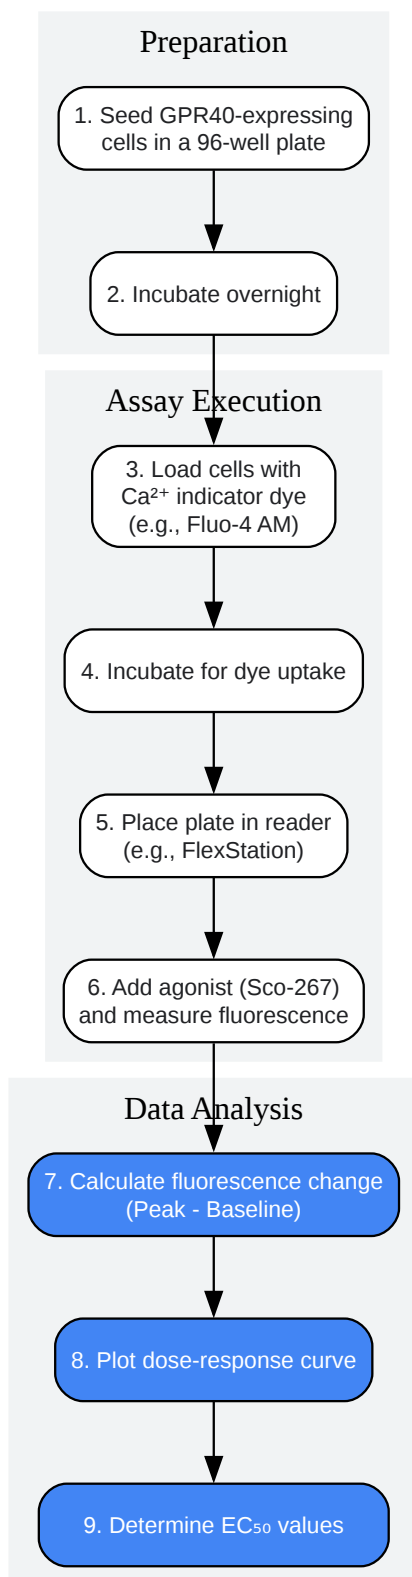 Preparation
1. Seed GPR40-expressing
cells in a 96-well plate
2. Incubate overnight
Assay Execution
3. Load cells with
Ca²⁺ indicator dye
(e.g., Fluo-4 AM)
4. Incubate for dye uptake
5. Place plate in reader
(e.g., FlexStation)
6. Add agonist (Sco-267)
and measure fluorescence
Data Analysis
7. Calculate fluorescence change
(Peak - Baseline)
8. Plot dose-response curve
9. Determine EC₅₀ values